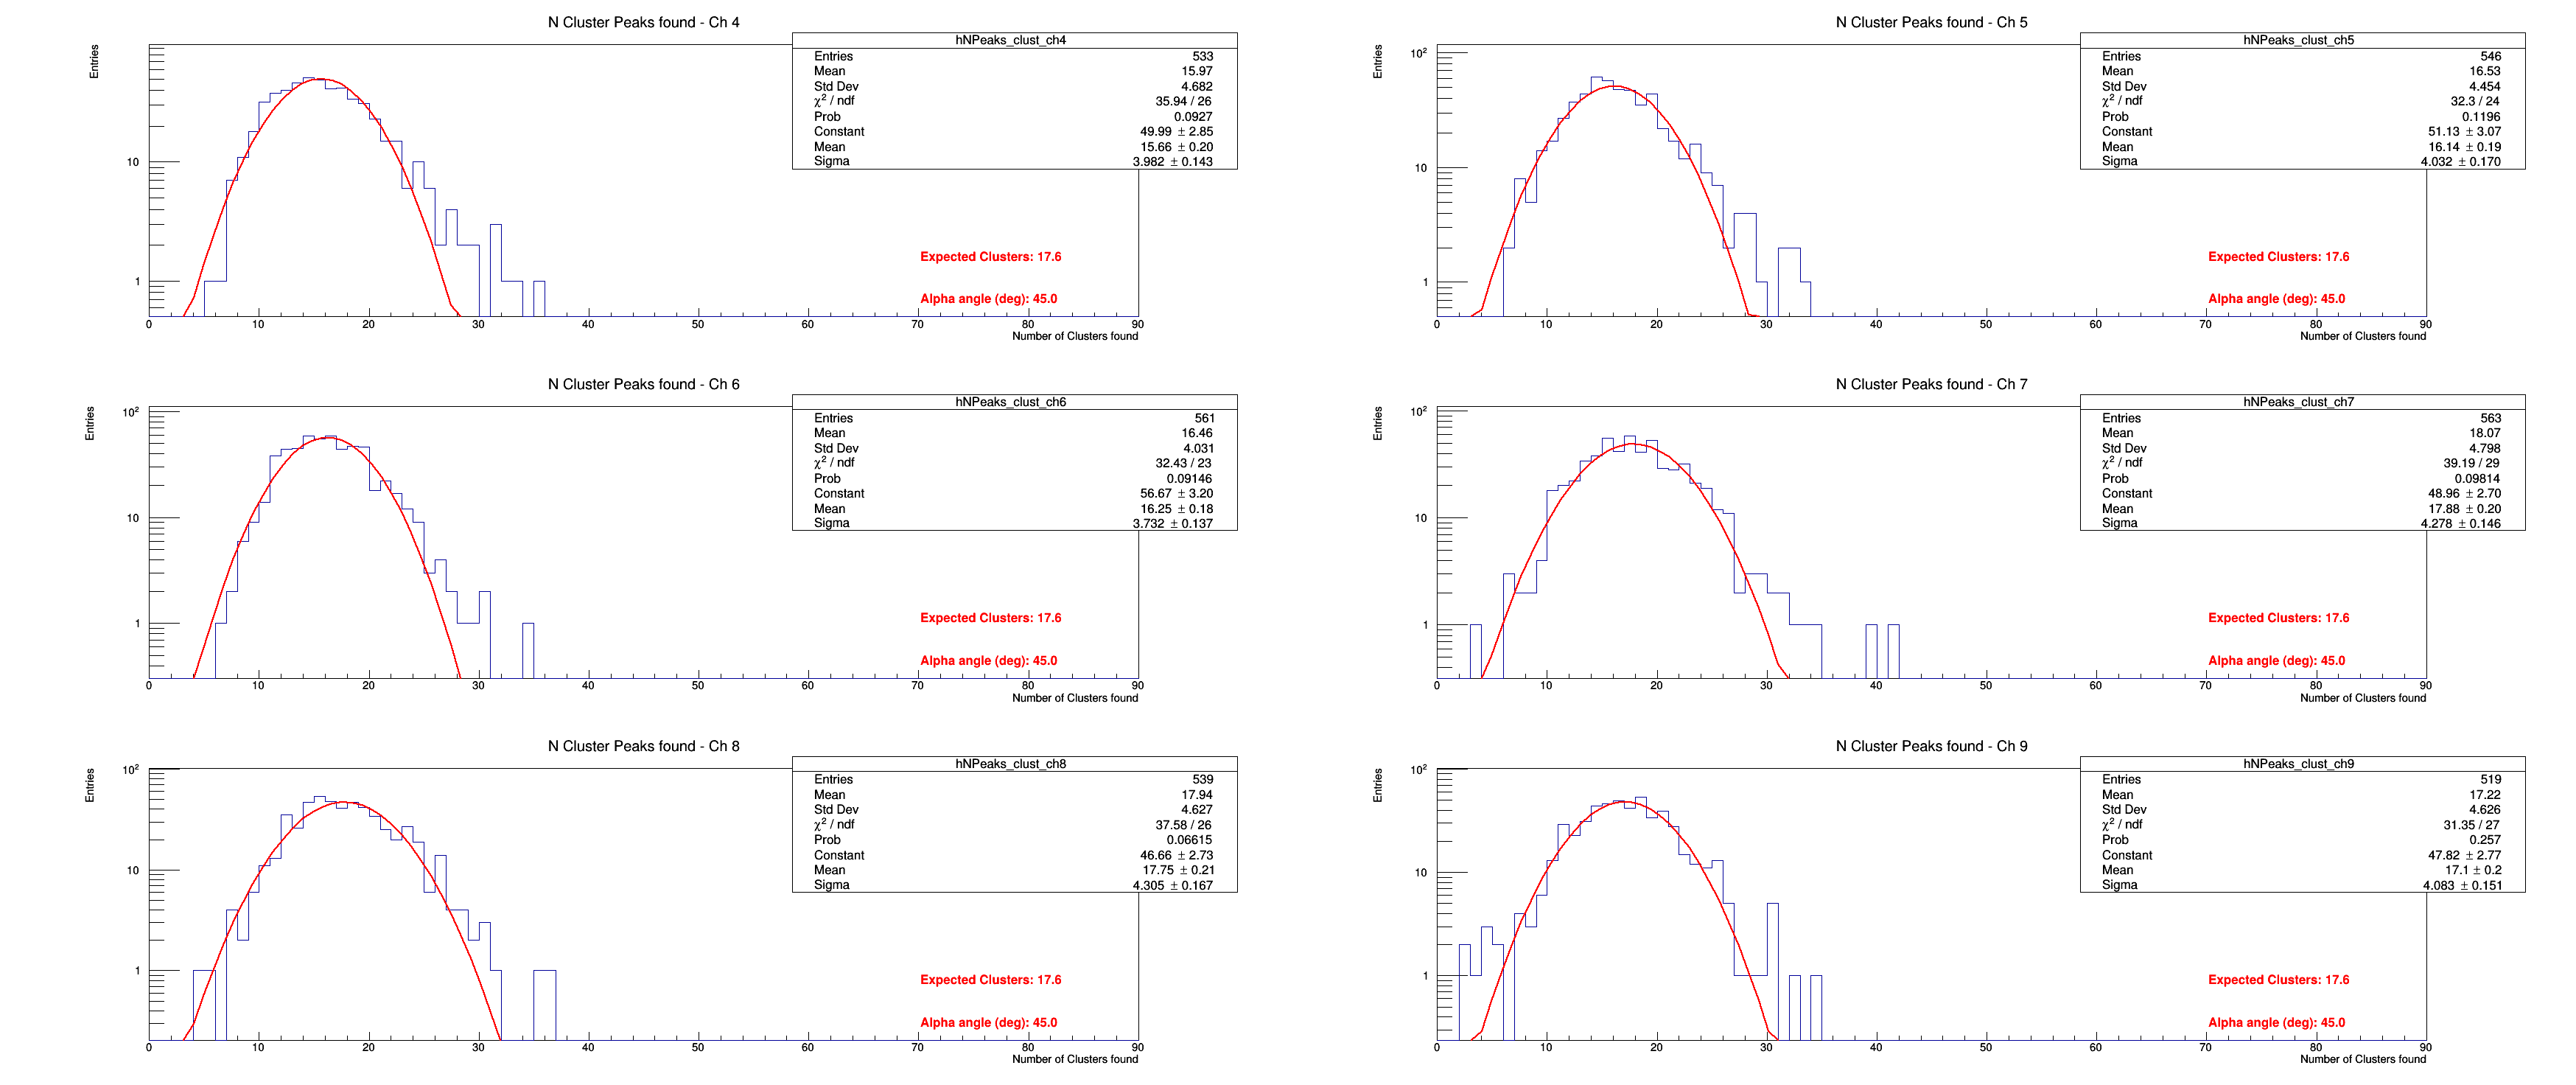 N Cluster Peaks found - Ch 4
hNPeaks_clust_ch4
Entries 533
Mean 15.97
Std Dev 4.682
χ² / ndf 35.94 / 26
Prob 0.0927
Constant 49.99 ± 2.85
Mean 15.66 ± 0.20
Sigma 3.982 ± 0.143
Entries
10
1
Expected Clusters: 17.6
Alpha angle (deg): 45.0
0 10 20 30 40 50 60 70 80 90
Number of Clusters found
N Cluster Peaks found - Ch 5
hNPeaks_clust_ch5
Entries 546
Mean 16.53
Std Dev 4.454
χ² / ndf 32.3 / 24
Prob 0.1196
Constant 51.13 ± 3.07
Mean 16.14 ± 0.19
Sigma 4.032 ± 0.170
Entries
10²
10
1
Expected Clusters: 17.6
Alpha angle (deg): 45.0
0 10 20 30 40 50 60 70 80 90
Number of Clusters found
N Cluster Peaks found - Ch 6
hNPeaks_clust_ch6
Entries 561
Mean 16.46
Std Dev 4.031
χ² / ndf 32.43 / 23
Prob 0.09146
Constant 56.67 ± 3.20
Mean 16.25 ± 0.18
Sigma 3.732 ± 0.137
Entries
10²
10
1
Expected Clusters: 17.6
Alpha angle (deg): 45.0
0 10 20 30 40 50 60 70 80 90
Number of Clusters found
N Cluster Peaks found - Ch 7
hNPeaks_clust_ch7
Entries 563
Mean 18.07
Std Dev 4.798
χ² / ndf 39.19 / 29
Prob 0.09814
Constant 48.96 ± 2.70
Mean 17.88 ± 0.20
Sigma 4.278 ± 0.146
Entries
10²
10
1
Expected Clusters: 17.6
Alpha angle (deg): 45.0
0 10 20 30 40 50 60 70 80 90
Number of Clusters found
N Cluster Peaks found - Ch 8
hNPeaks_clust_ch8
Entries 539
Mean 17.94
Std Dev 4.627
χ² / ndf 37.58 / 26
Prob 0.06615
Constant 46.66 ± 2.73
Mean 17.75 ± 0.21
Sigma 4.305 ± 0.167
Entries
10²
10
1
Expected Clusters: 17.6
Alpha angle (deg): 45.0
0 10 20 30 40 50 60 70 80 90
Number of Clusters found
N Cluster Peaks found - Ch 9
hNPeaks_clust_ch9
Entries 519
Mean 17.22
Std Dev 4.626
χ² / ndf 31.35 / 27
Prob 0.257
Constant 47.82 ± 2.77
Mean 17.1 ± 0.2
Sigma 4.083 ± 0.151
Entries
10²
10
1
Expected Clusters: 17.6
Alpha angle (deg): 45.0
0 10 20 30 40 50 60 70 80 90
Number of Clusters found